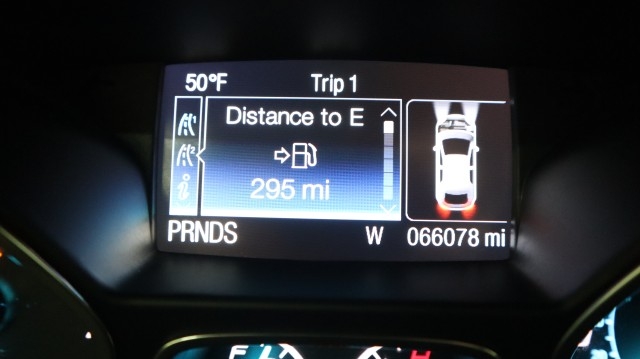 50°F Trip 1
Distance to E
295 mi
PRNDS W 066078 mi
F H